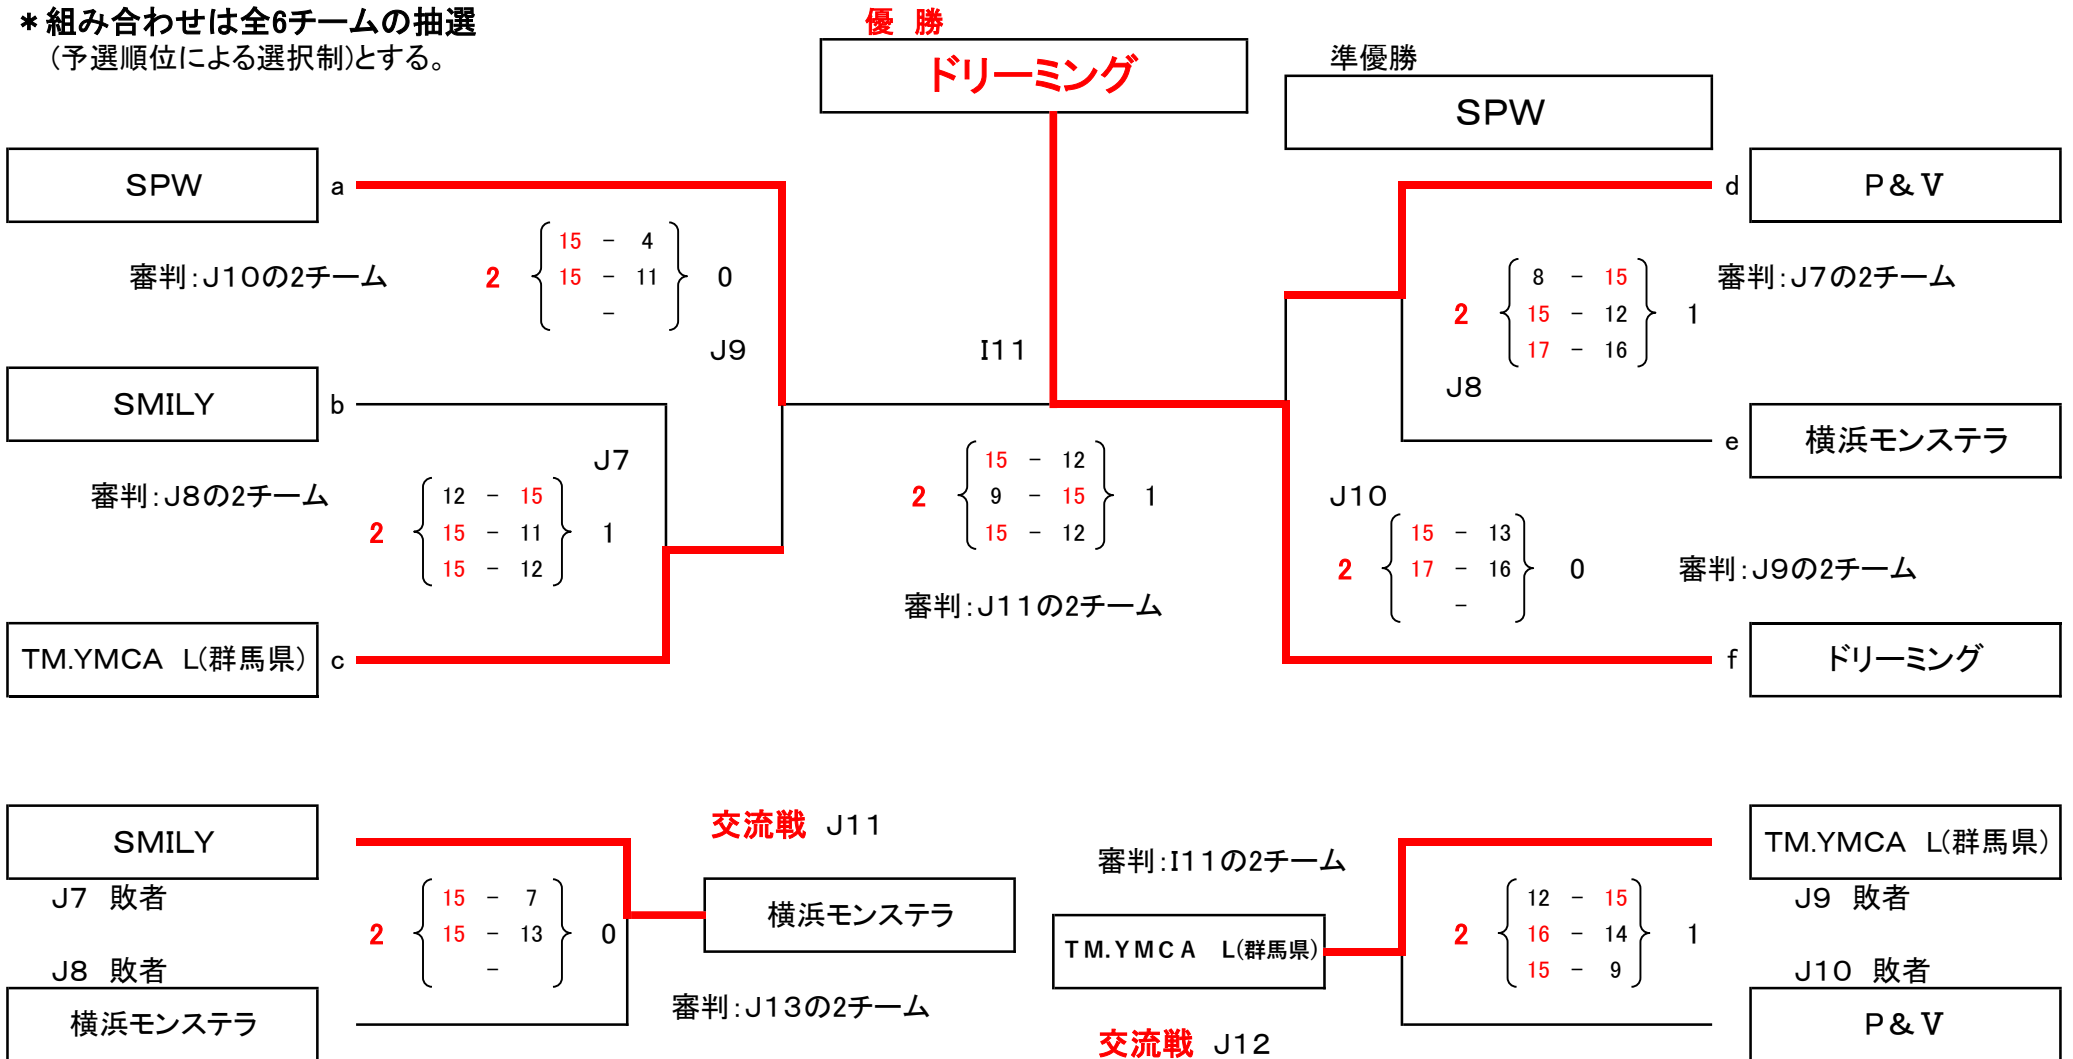 ＊組み合わせは全6チームの抽選
(予選順位による選択制)とする。
優 勝
ドリーミング
準優勝
SPW
SPW
a
d
P&V
15 - 4
審判：J10の2チーム
2
15 - 11
0
-
審判：J7の2チーム
8 - 15
2
15 - 12
1
17 - 16
J9
I11
J8
SMILY
b
e
横浜モンステラ
J7
審判：J8の2チーム
12 - 15
2
15 - 11
1
15 - 12
15 - 12
2
9 - 15
1
15 - 12
審判：J11の2チーム
J10
15 - 13
2
17 - 16
0
-
審判：J9の2チーム
TM.YMCA L(群馬県)
c
f
ドリーミング
SMILY
J7 敗者
交流戦 J11
15 - 7
2
15 - 13
0
-
横浜モンステラ
J8 敗者
横浜モンステラ
審判：J13の2チーム
審判：I11の2チーム
TM.YMCA L(群馬県)
J9 敗者
TM.YMCA L(群馬県)
12 - 15
2
16 - 14
1
15 - 9
J10 敗者
P&V
交流戦 J12